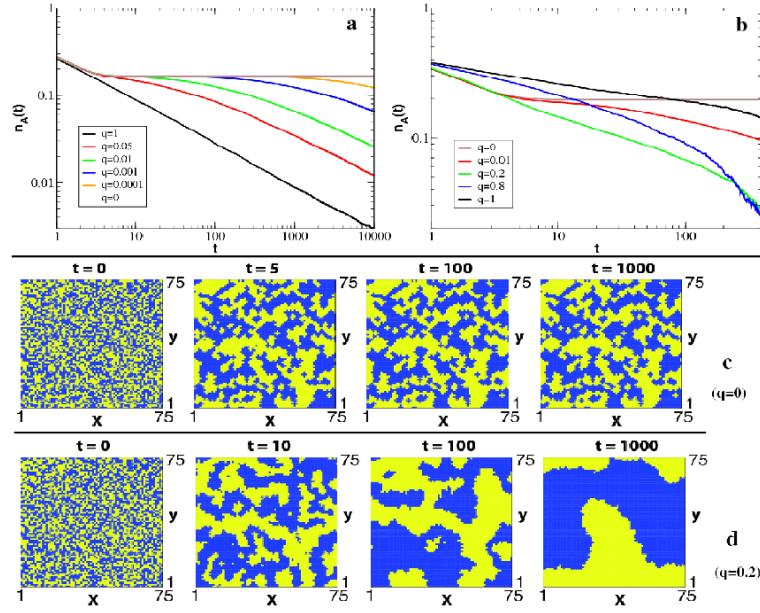 a
1
0.1
0.01
n_A(t)
q=1
q=0.05
q=0.01
q=0.001
q=0.0001
q=0
1 10 100 1000 10000
t
b
1
0.1
n_A(t)
q=0
q=0.01
q=0.2
q=0.8
q=1
1 10 100
t
t = 0 t = 5 t = 100 t = 1000
75 75 75 75
y y y y
1 1 1 1
1 75 1 75 1 75 1 75
x x x x
c
(q=0)
t = 0 t = 10 t = 100 t = 1000
75 75 75 75
y y y y
1 1 1 1
1 75 1 75 1 75 1 75
x x x x
d
(q=0.2)